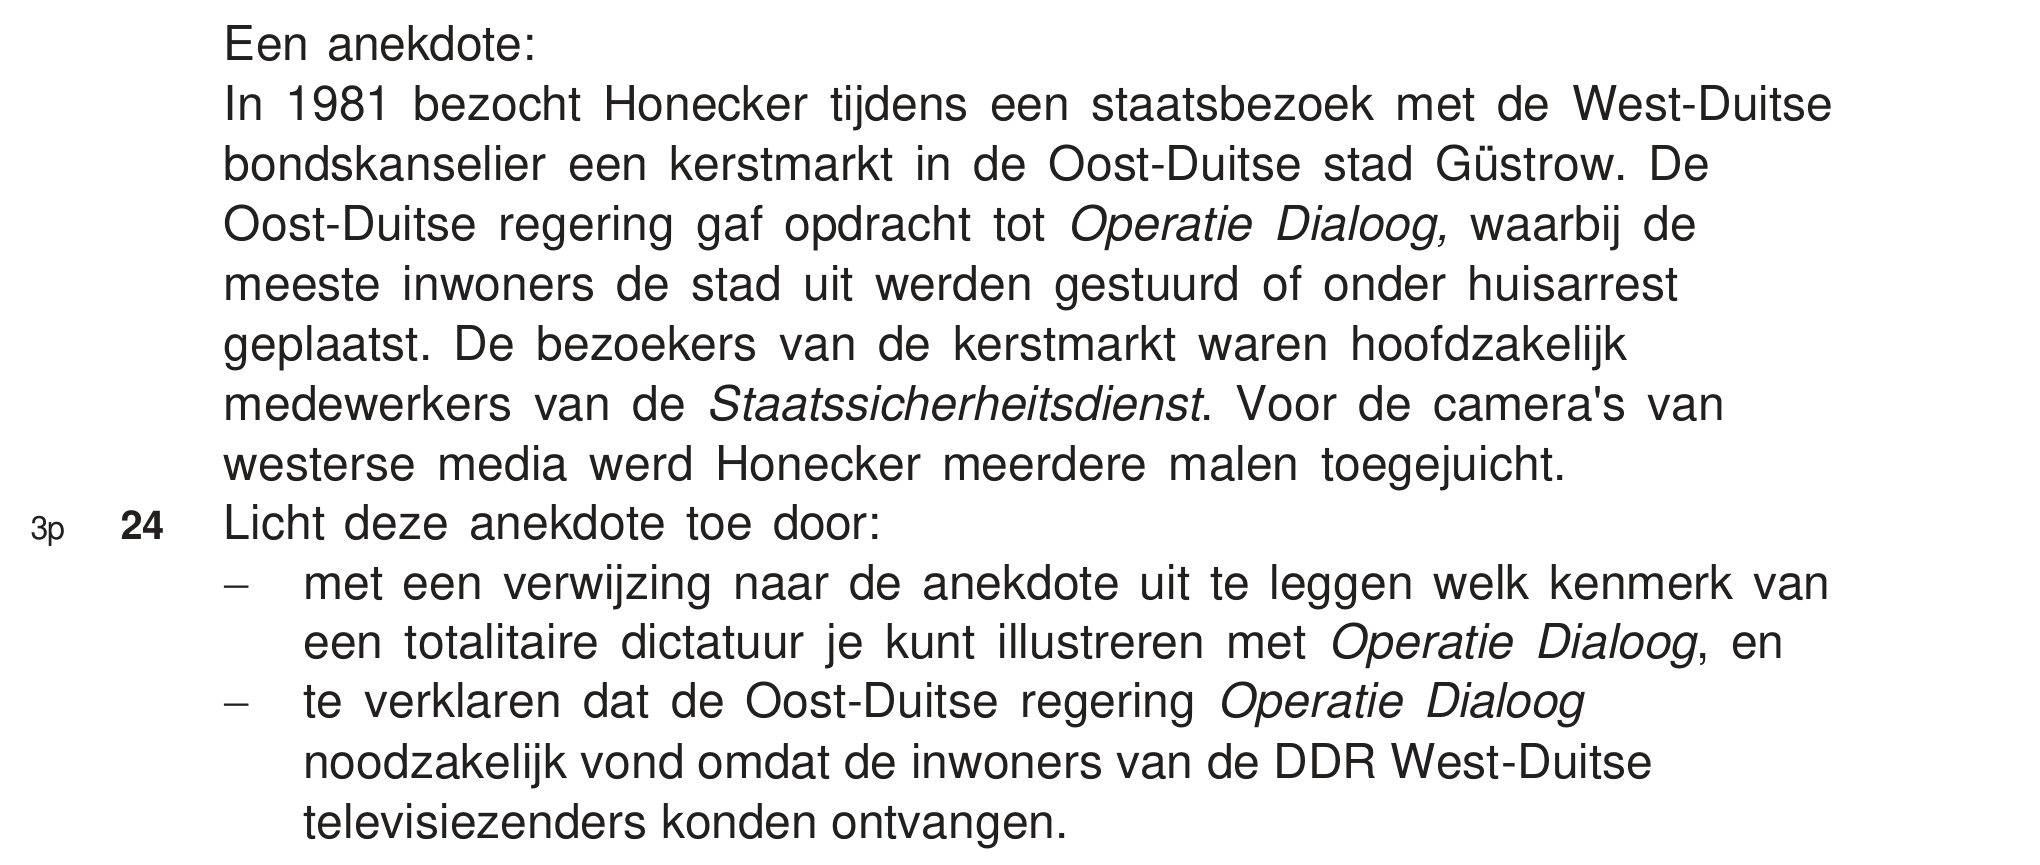 Een anekdote:
In 1981 bezocht Honecker tijdens een staatsbezoek met de West-Duitse
bondskanselier een kerstmarkt in de Oost-Duitse stad Güstrow. De
Oost-Duitse regering gaf opdracht tot Operatie Dialoog, waarbij de
meeste inwoners de stad uit werden gestuurd of onder huisarrest
geplaatst. De bezoekers van de kerstmarkt waren hoofdzakelijk
medewerkers van de Staatssicherheitsdienst. Voor de camera's van
westerse media werd Honecker meerdere malen toegejuicht.
3p 24 Licht deze anekdote toe door:
– met een verwijzing naar de anekdote uit te leggen welk kenmerk van
een totalitaire dictatuur je kunt illustreren met Operatie Dialoog, en
– te verklaren dat de Oost-Duitse regering Operatie Dialoog
noodzakelijk vond omdat de inwoners van de DDR West-Duitse
televisiezenders konden ontvangen.